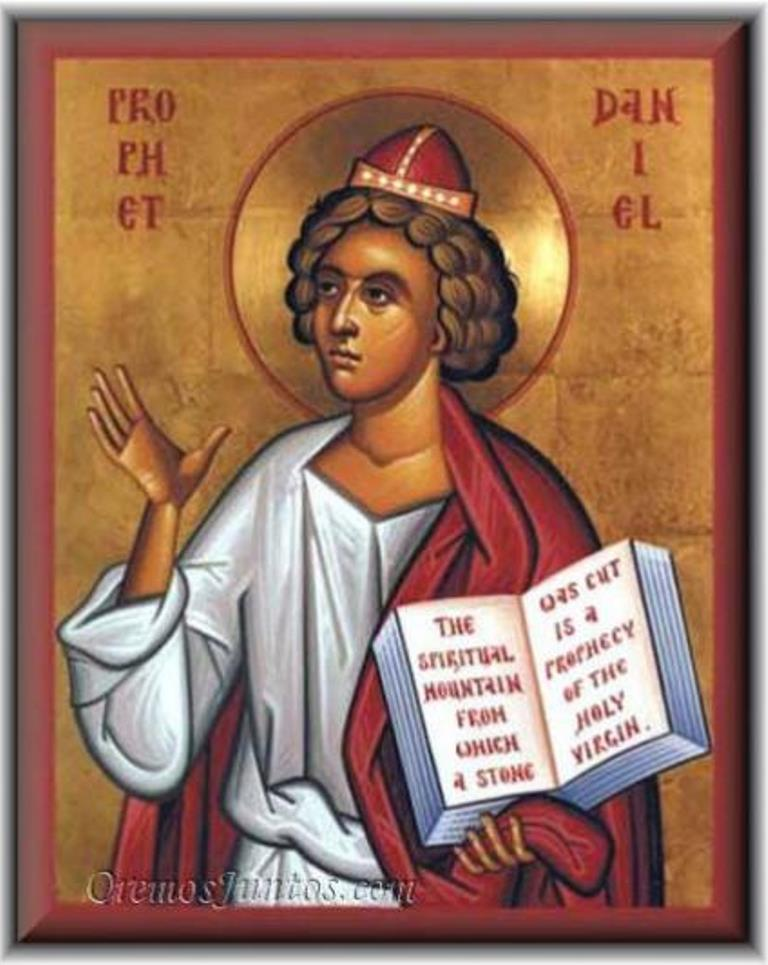 PRO
PH
ET
DaN
I
EL
THE
SPIRITUAL
MOUNTAIN
FROM
WHICH
a STONE
WAS CUT
IS a
PROPHECY
OF THE
HOLY
VIRGIN.
OremosJuntos.com